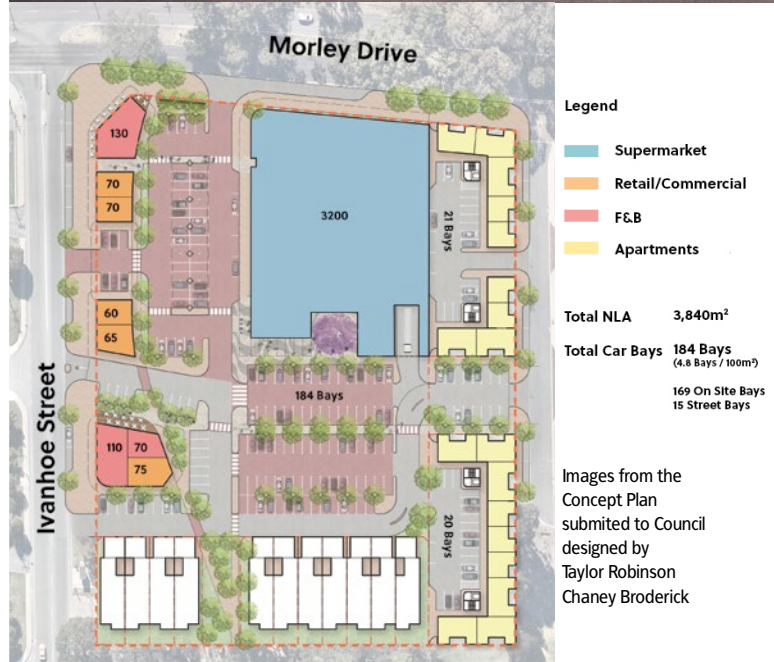 Morley Drive
130
70
70
3200
21 Bays
60
65
Ivanhoe Street
184 Bays
110
70
75
20 Bays
Legend
Supermarket
Retail/Commercial
F&B
Apartments
Total NLA 3,840m²
Total Car Bays 184 Bays
(4.8 Bays / 100m²)
169 On Site Bays
15 Street Bays
Images from the
Concept Plan
submited to Council
designed by
Taylor Robinson
Chaney Broderick